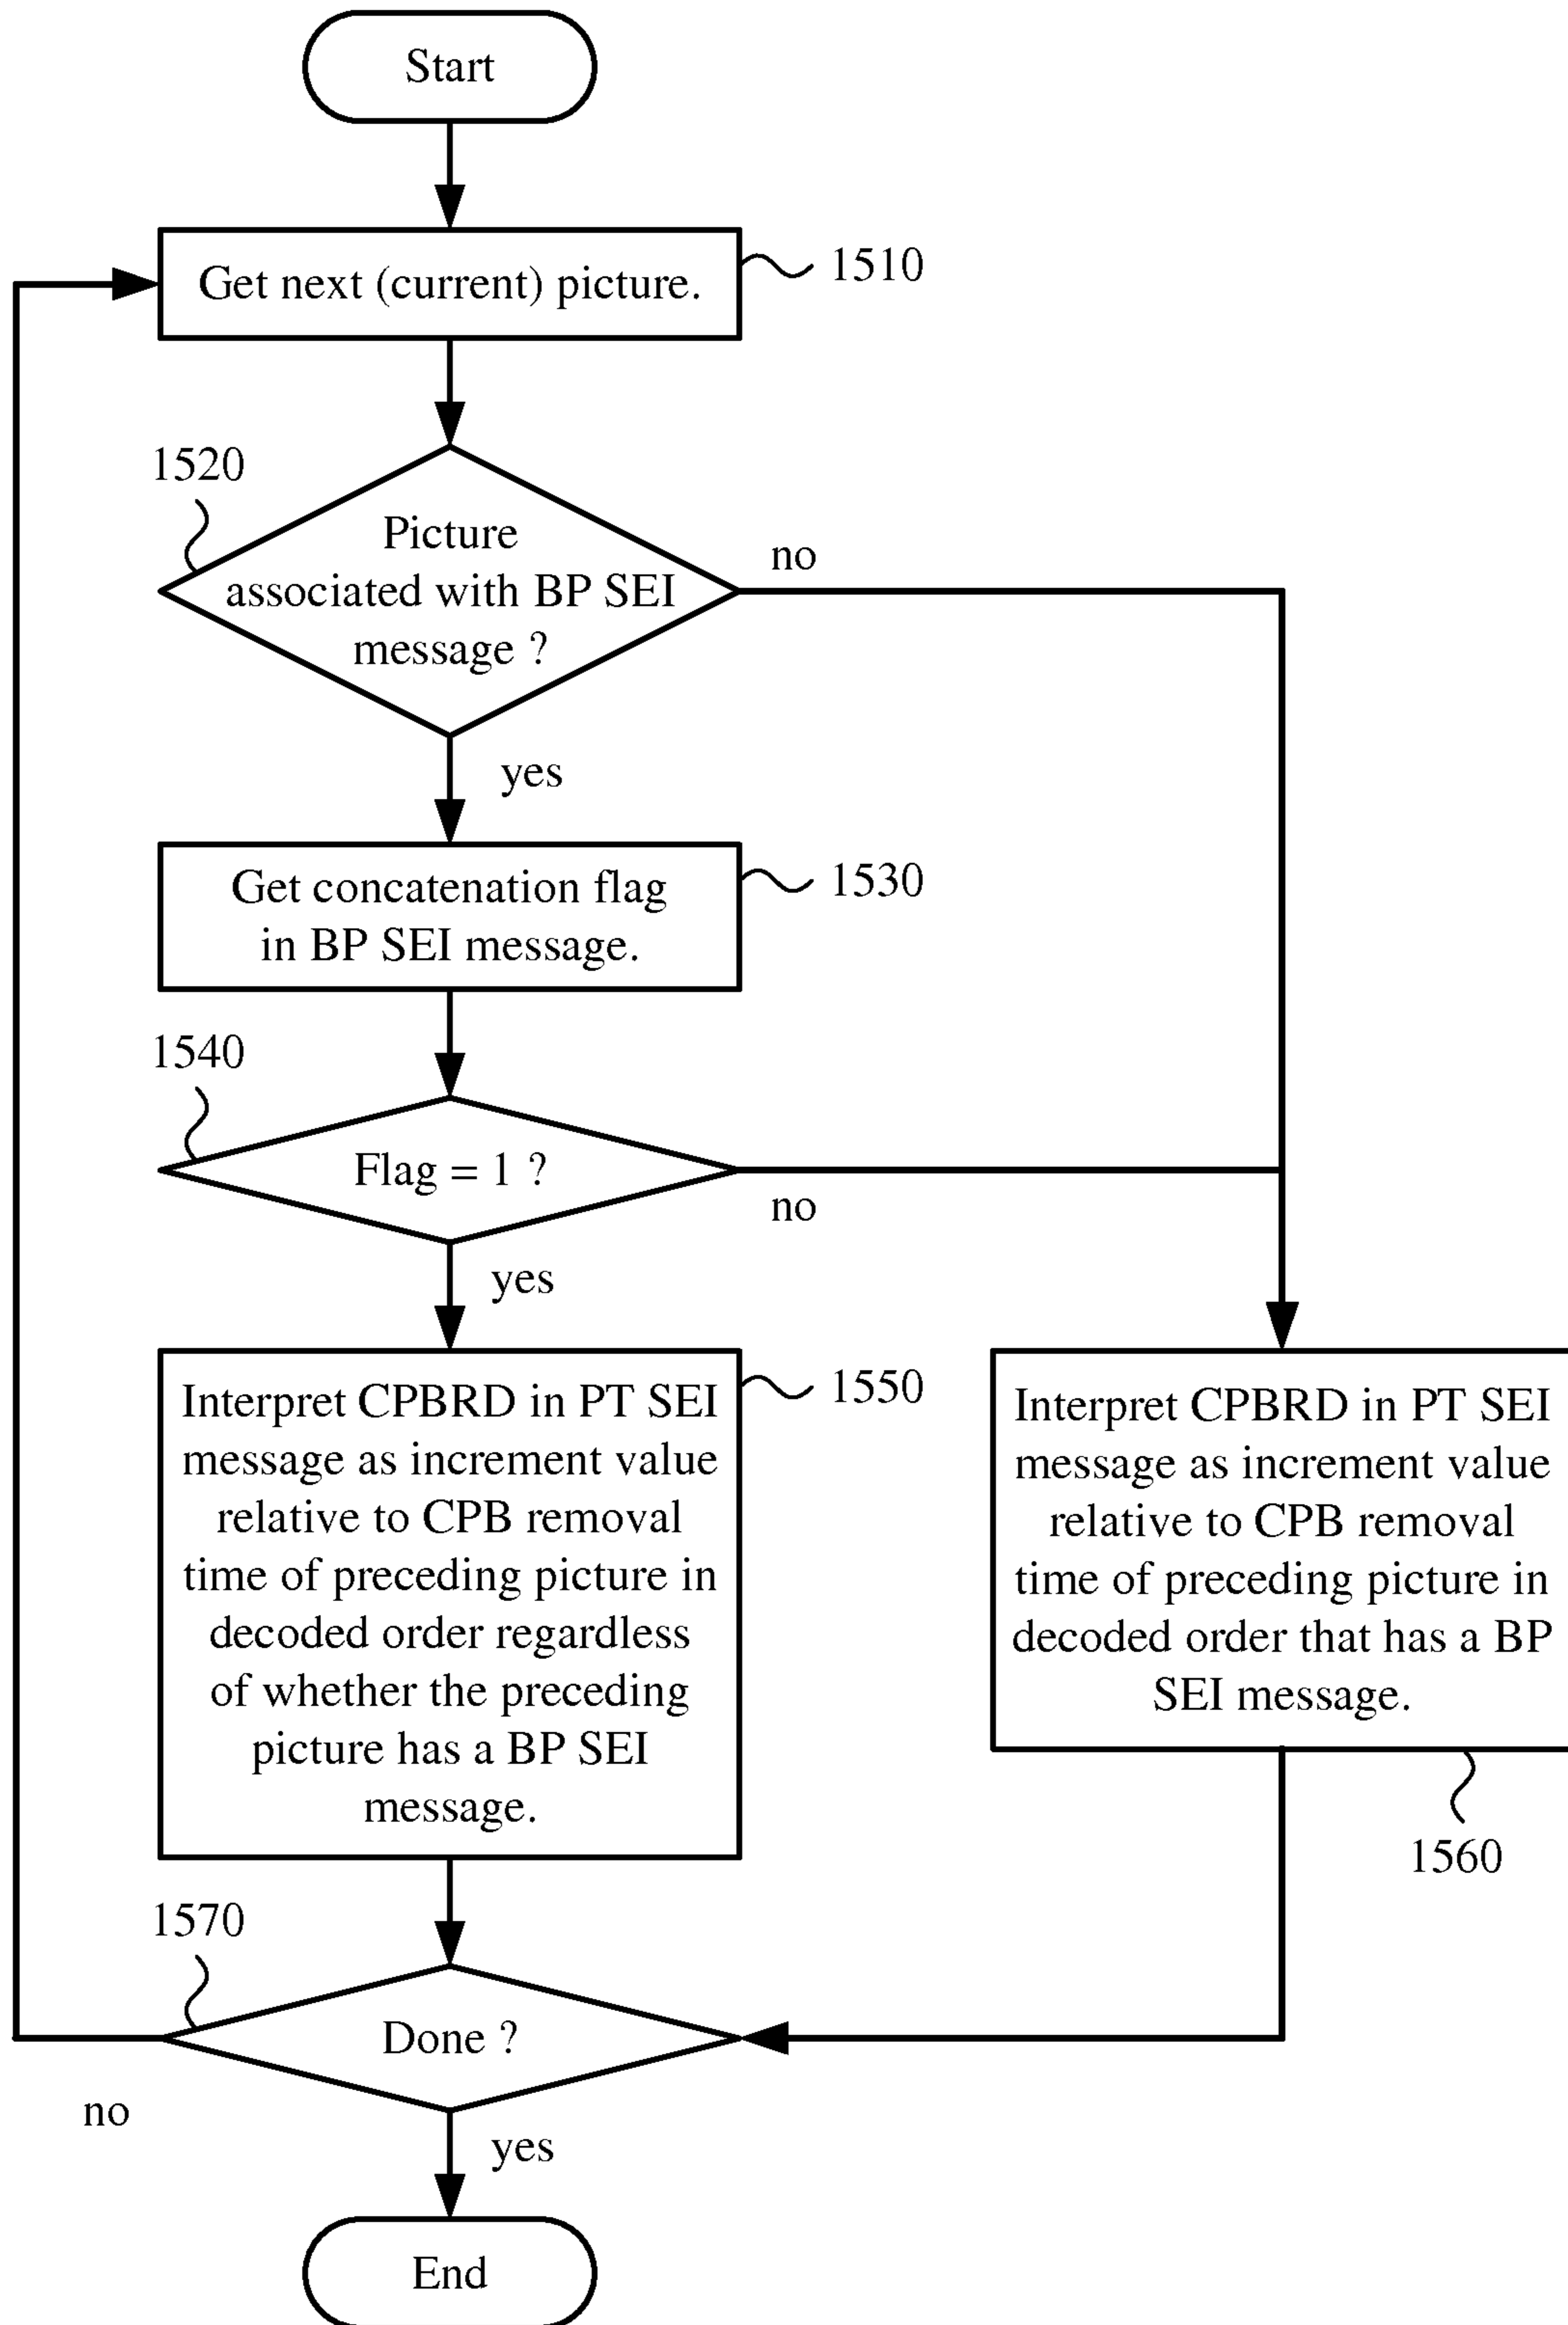 Start
Get next (current) picture.
1510
1520
Picture
associated with BP SEI
message ?
no
yes
Get concatenation flag
in BP SEI message.
1530
1540
Flag = 1 ?
no
yes
Interpret CPBRD in PT SEI
message as increment value
relative to CPB removal
time of preceding picture in
decoded order regardless
of whether the preceding
picture has a BP SEI
message.
1550
Interpret CPBRD in PT SEI
message as increment value
relative to CPB removal
time of preceding picture in
decoded order that has a BP
SEI message.
1560
1570
Done ?
no
yes
End